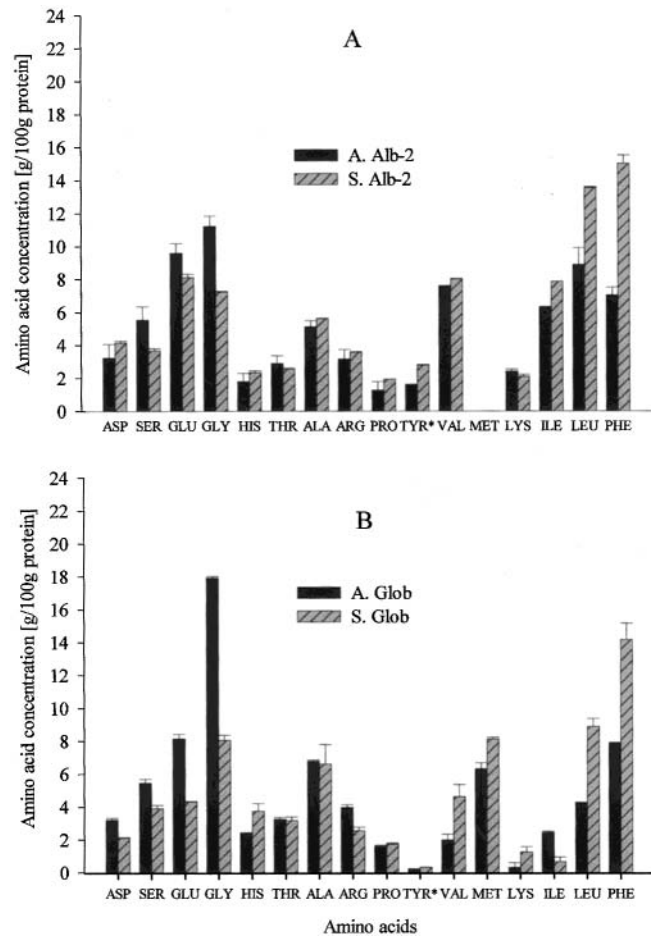 A
Amino acid concentration [g/100g protein]
24
22
20
18
16
14
12
10
8
6
4
2
0
A. Alb-2
S. Alb-2
ASP SER GLU GLY HIS THR ALA ARG PRO TYR* VAL MET LYS ILE LEU PHE
B
Amino acid concentration [g/100g protein]
24
22
20
18
16
14
12
10
8
6
4
2
0
A. Glob
S. Glob
ASP SER GLU GLY HIS THR ALA ARG PRO TYR* VAL MET LYS ILE LEU PHE
Amino acids